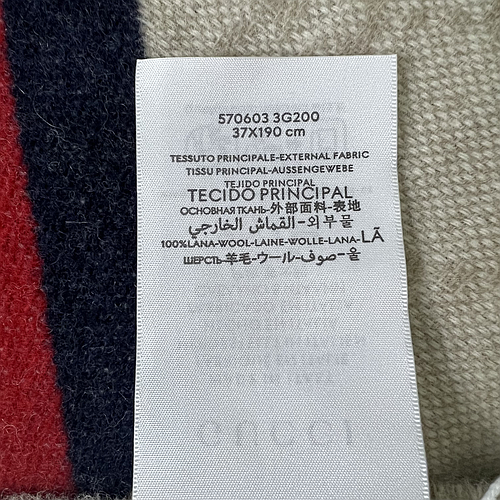 570603 3G200
37X190 cm
TESSUTO PRINCIPALE-EXTERNAL FABRIC
TISSU PRINCIPAL-AUSSENGEWEBE
TEJIDO PRINCIPAL
TECIDO PRINCIPAL
ОСНОВНАЯ ТКАНЬ-外部面料-表地
القماش الخارجي-외부물
100%LANA-WOOL-LAINE-WOLLE-LANA-LÃ
ШЕРСТЬ-羊毛-ウール-صوف-울
GUCCI